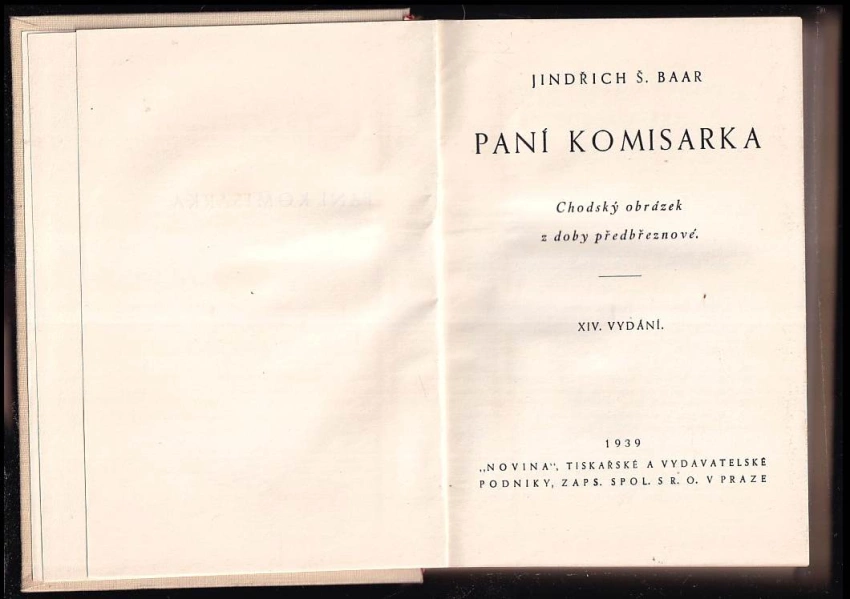 JINDŘICH Š. BAAR
PANÍ KOMISARKA
Chodský obrázek
z doby předbřeznové.
XIV. VYDÁNÍ.
1939
„NOVINA“, TISKAŘSKÉ A VYDAVATELSKÉ
PODNIKY, ZAPS. SPOL. S R. O. V PRAZE